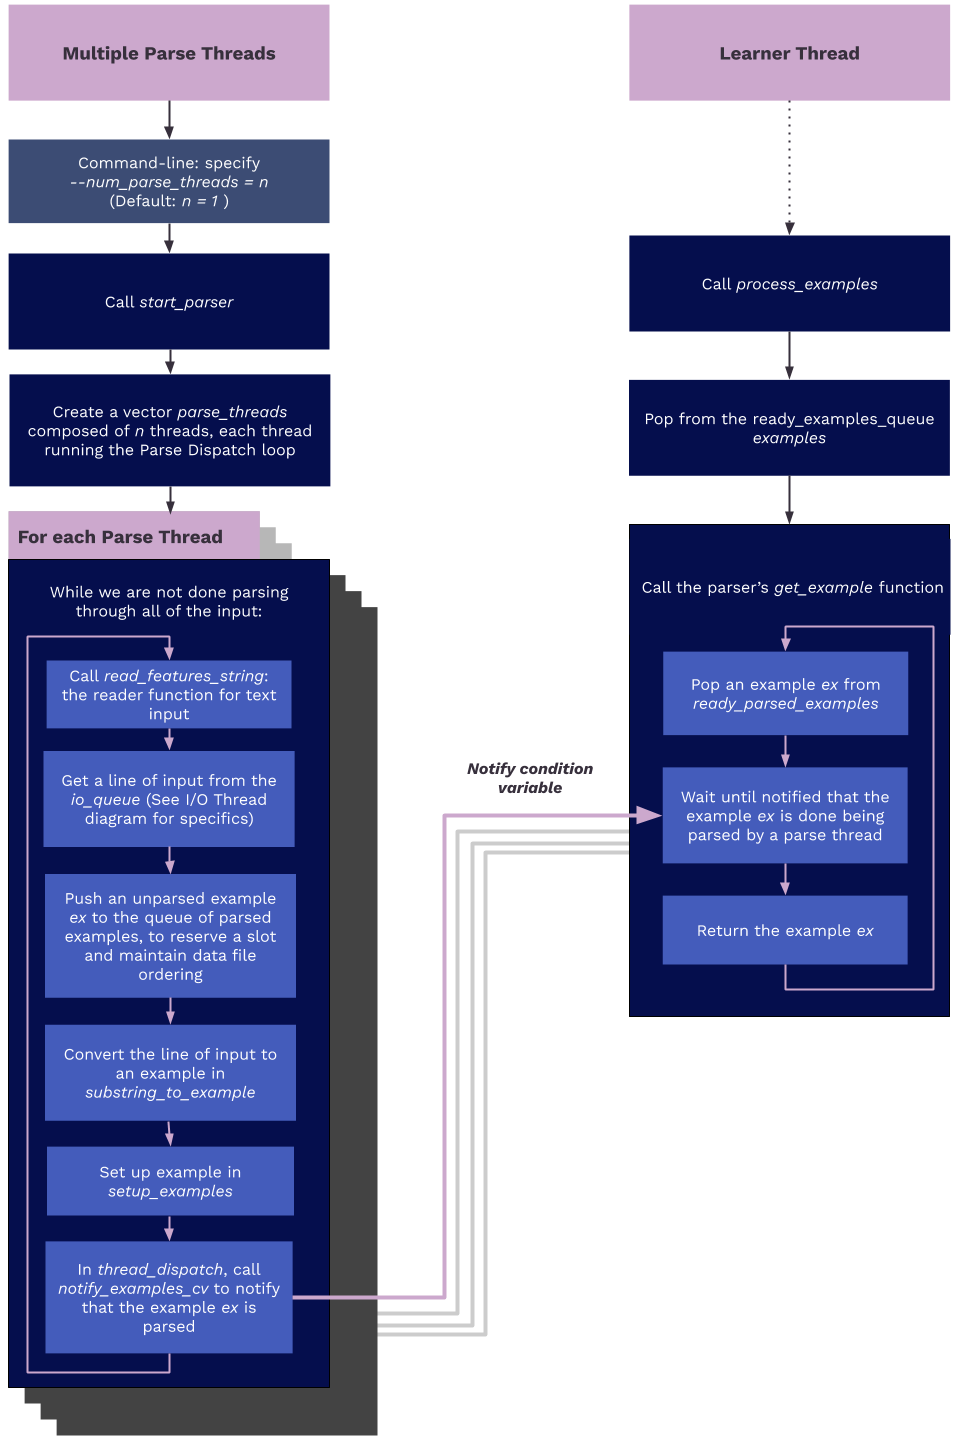 Multiple Parse Threads
Command-line: specify
--num_parse_threads = n
(Default: n = 1 )
Call start_parser
Create a vector parse_threads
composed of n threads, each thread
running the Parse Dispatch loop
For each Parse Thread
While we are not done parsing
through all of the input:
Call read_features_string:
the reader function for text
input
Get a line of input from the
io_queue (See I/O Thread
diagram for specifics)
Push an unparsed example
ex to the queue of parsed
examples, to reserve a slot
and maintain data file
ordering
Convert the line of input to
an example in
substring_to_example
Set up example in
setup_examples
In thread_dispatch, call
notify_examples_cv to notify
that the example ex is
parsed
Notify condition
variable
Learner Thread
Call process_examples
Pop from the ready_examples_queue
examples
Call the parser's get_example function
Pop an example ex from
ready_parsed_examples
Wait until notified that the
example ex is done being
parsed by a parse thread
Return the example ex